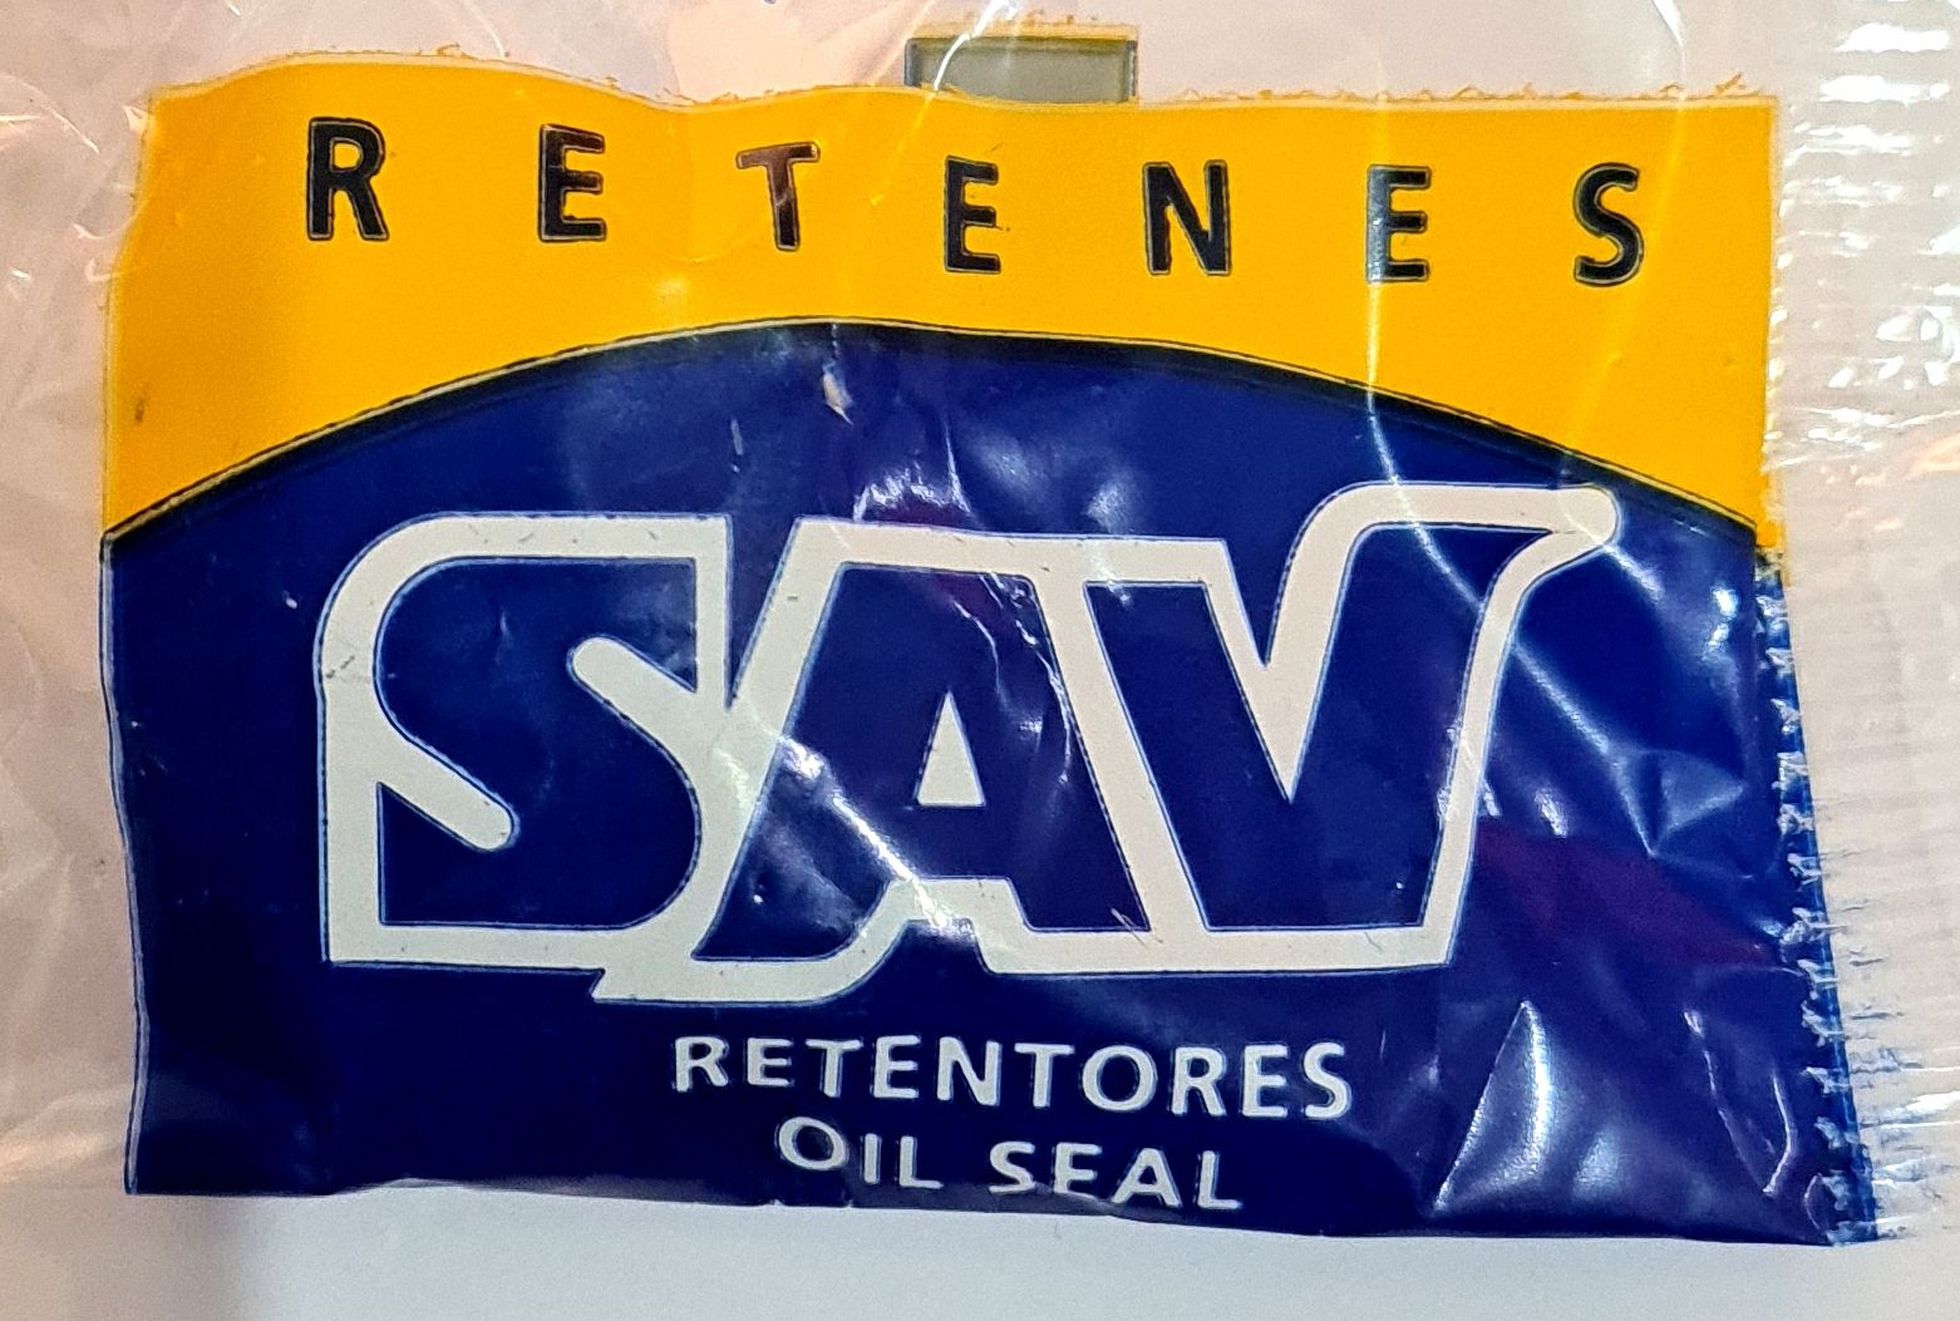 RETENES
SAV
RETENTORES
OIL SEAL